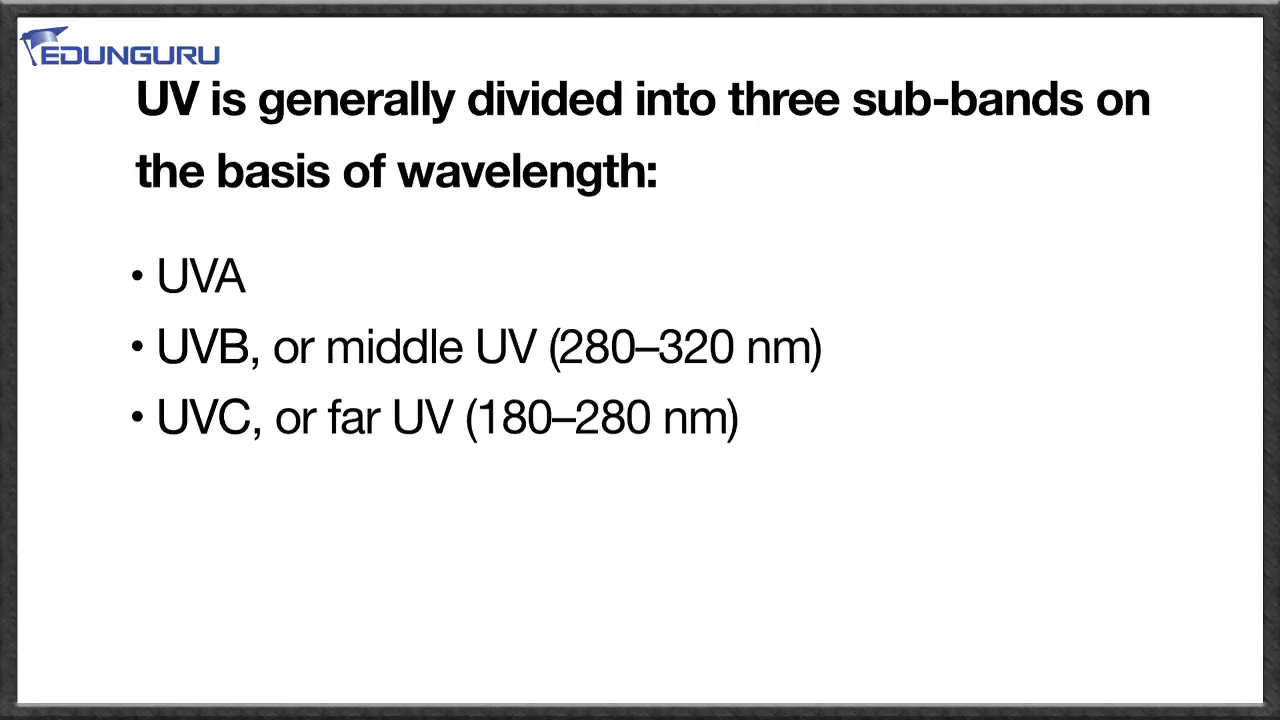 EDUNGURU
UV is generally divided into three sub-bands on
the basis of wavelength:
• UVA
• UVB, or middle UV (280–320 nm)
• UVC, or far UV (180–280 nm)